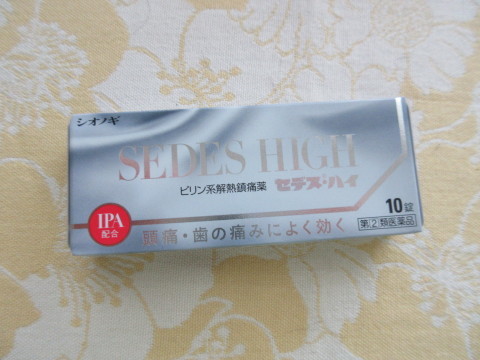 シオノギ
SEDES HIGH
ピリン系解熱鎮痛薬 セデス・ハイ
10錠
IPA
配合
頭痛・歯の痛みによく効く
第②類医薬品